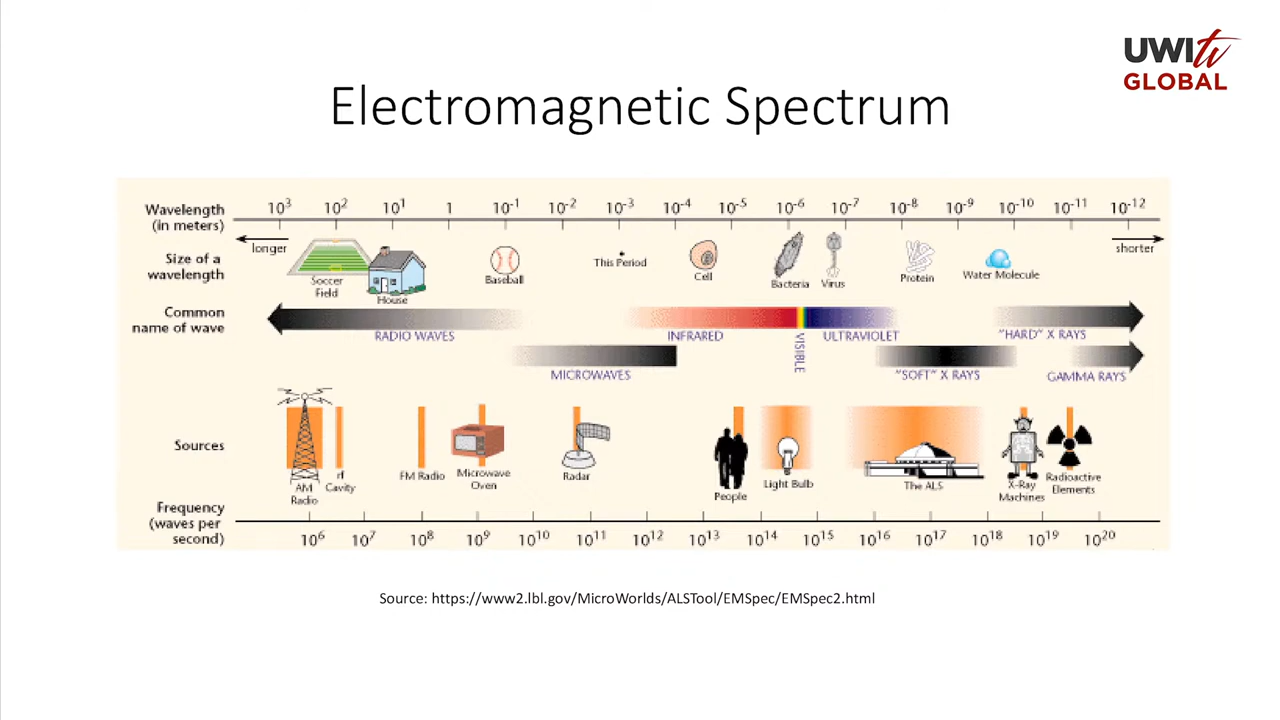 UWI tv
GLOBAL
Electromagnetic Spectrum
Wavelength
(in meters)
10³ 10² 10¹ 1 10⁻¹ 10⁻² 10⁻³ 10⁻⁴ 10⁻⁵ 10⁻⁶ 10⁻⁷ 10⁻⁸ 10⁻⁹ 10⁻¹⁰ 10⁻¹¹ 10⁻¹²
longer
shorter
Size of a
wavelength
Soccer
Field
House
Baseball
This Period
Cell
Bacteria
Virus
Protein
Water Molecule
Common
name of wave
RADIO WAVES
INFRARED
VISIBLE
ULTRAVIOLET
"HARD" X RAYS
MICROWAVES
"SOFT" X RAYS
GAMMA RAYS
Sources
AM
Radio
rf
Cavity
FM Radio
Microwave
Oven
Radar
People
Light Bulb
The ALS
X-Ray
Machines
Radioactive
Elements
Frequency
(waves per
second)
10⁶ 10⁷ 10⁸ 10⁹ 10¹⁰ 10¹¹ 10¹² 10¹³ 10¹⁴ 10¹⁵ 10¹⁶ 10¹⁷ 10¹⁸ 10¹⁹ 10²⁰
Source: https://www2.lbl.gov/MicroWorlds/ALSTool/EMSpec/EMSpec2.html